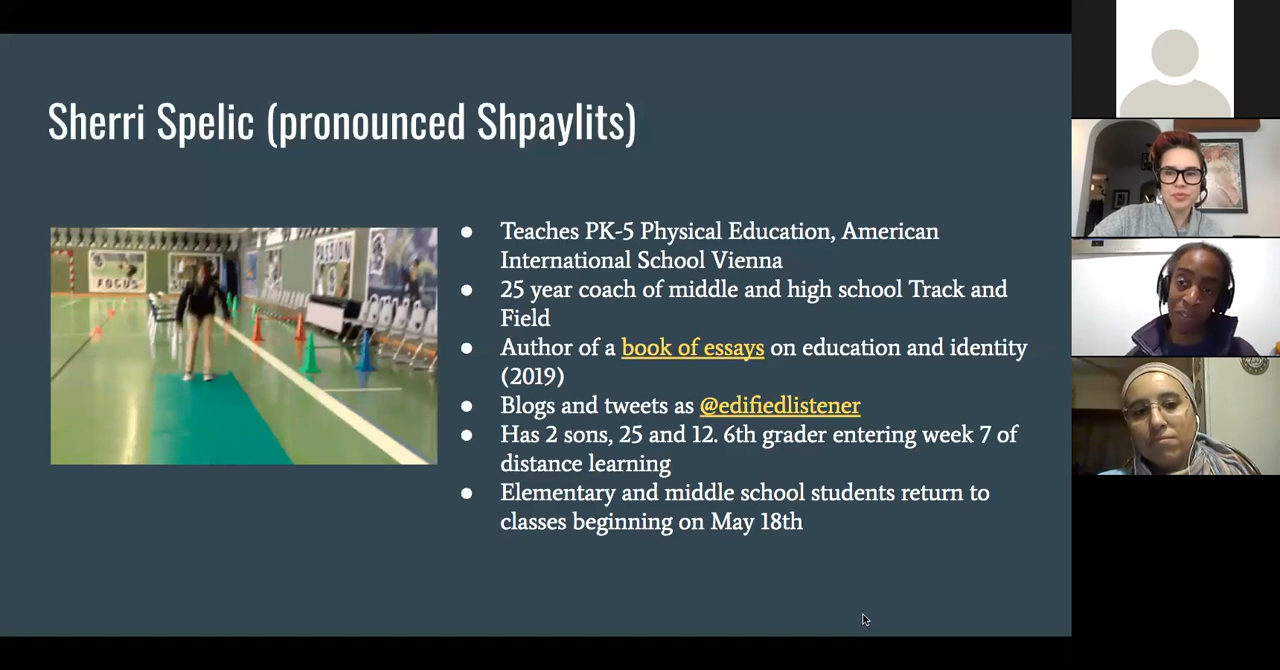 Sherri Spelic (pronounced Shpaylits)
FOCUS
PASSION
● Teaches PK-5 Physical Education, American
International School Vienna
● 25 year coach of middle and high school Track and
Field
● Author of a book of essays on education and identity
(2019)
● Blogs and tweets as @edifiedlistener
● Has 2 sons, 25 and 12. 6th grader entering week 7 of
distance learning
● Elementary and middle school students return to
classes beginning on May 18th